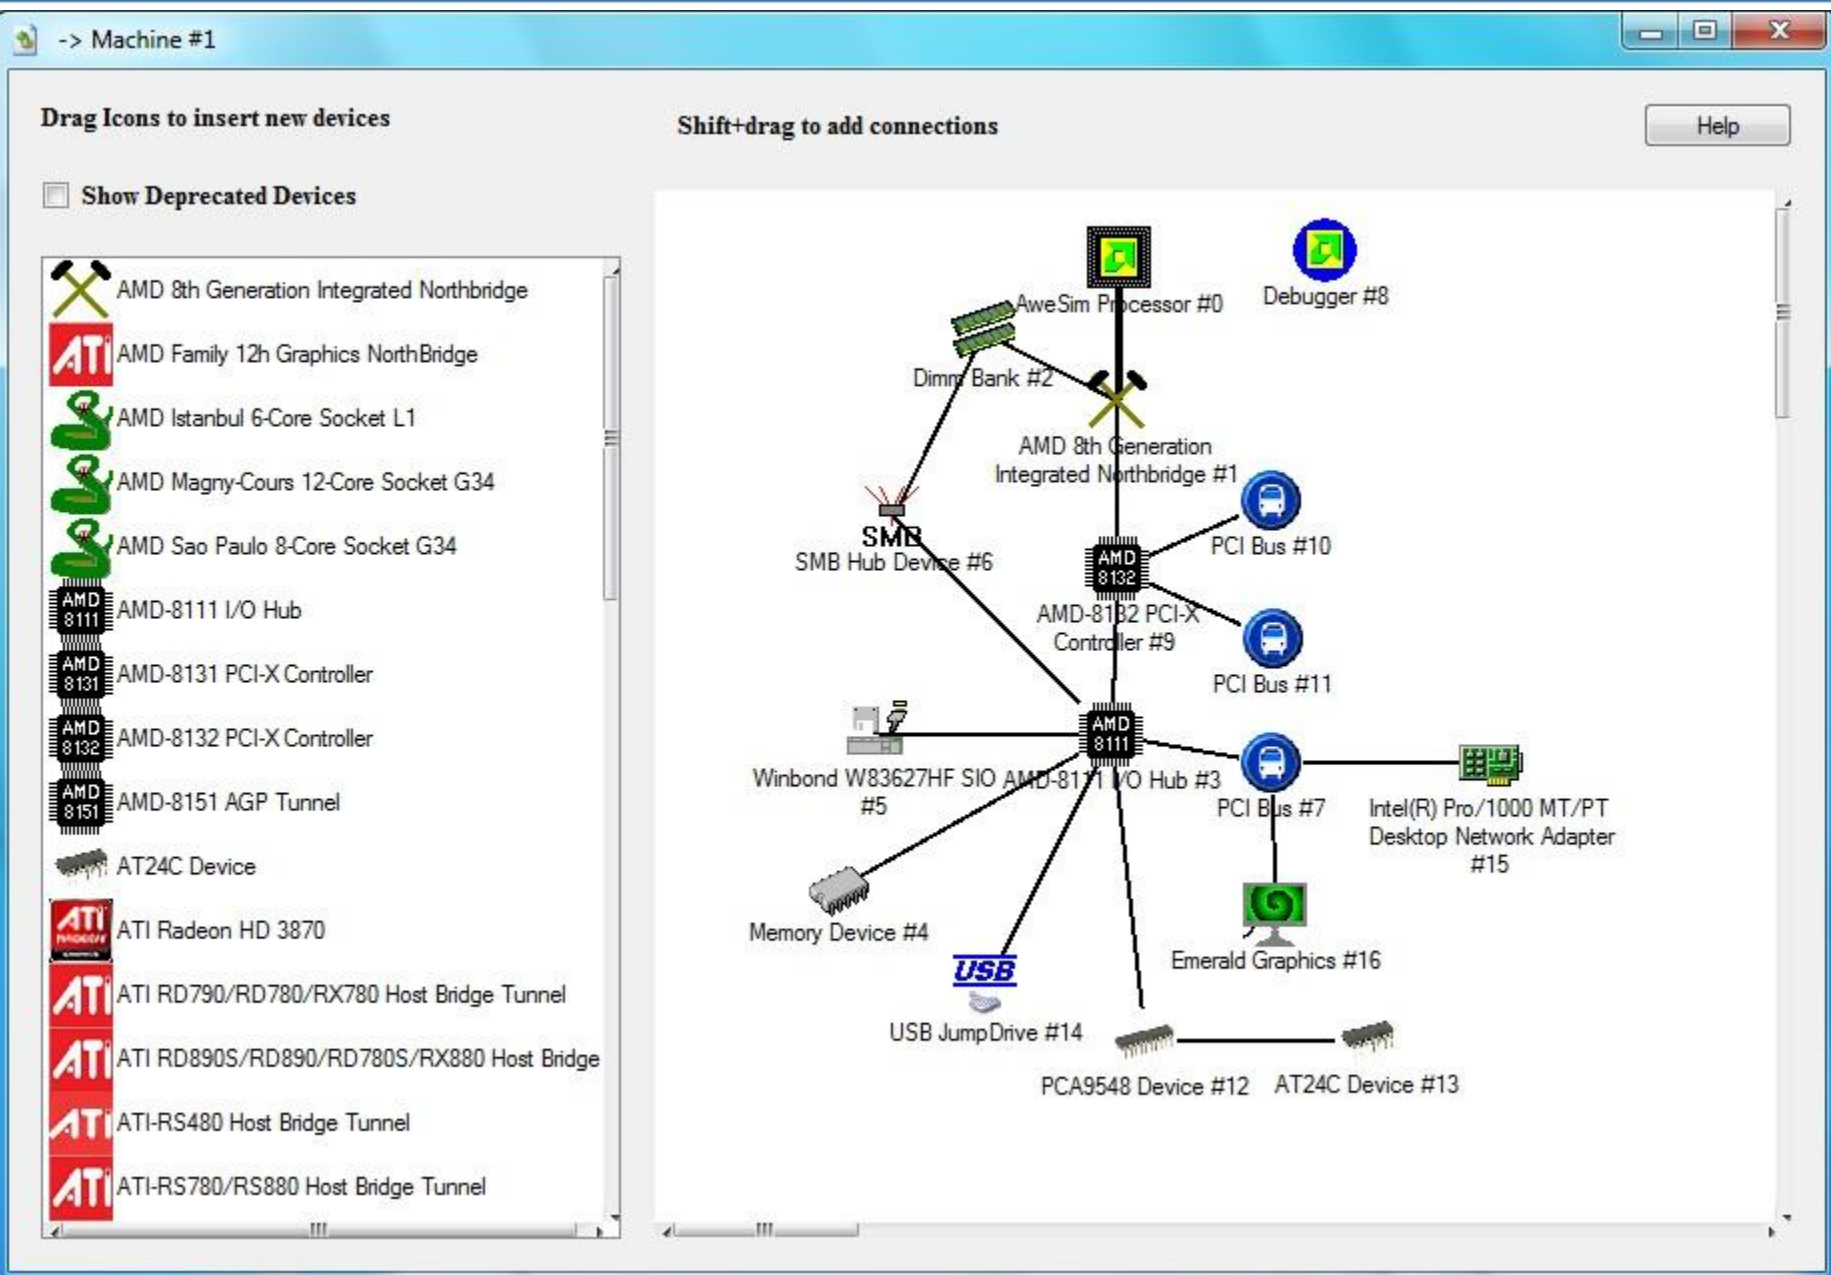 -> Machine #1
Drag Icons to insert new devices
Shift+drag to add connections
Help
Show Deprecated Devices
AMD 8th Generation Integrated Northbridge
ATI
AMD Family 12h Graphics NorthBridge
AMD Istanbul 6-Core Socket L1
AMD Magny-Cours 12-Core Socket G34
AMD Sao Paulo 8-Core Socket G34
AMD
8111
AMD-8111 I/O Hub
AMD
8131
AMD-8131 PCI-X Controller
AMD
8132
AMD-8132 PCI-X Controller
AMD
8151
AMD-8151 AGP Tunnel
AT24C Device
ATI
RADEON
ATI Radeon HD 3870
ATI
ATI RD790/RD780/RX780 Host Bridge Tunnel
ATI
ATI RD890S/RD890/RD780S/RX880 Host Bridge
ATI
ATI-RS480 Host Bridge Tunnel
ATI
ATI-RS780/RS880 Host Bridge Tunnel
AweSim Processor #0
Debugger #8
Dimm Bank #2
AMD 8th Generation
Integrated Northbridge #1
SMB
SMB Hub Device #6
PCI Bus #10
AMD
8132
AMD-8132 PCI-X
Controller #9
PCI Bus #11
AMD
8111
Winbond W83627HF SIO
#5
AMD-8111 I/O Hub #3
PCI Bus #7
Intel(R) Pro/1000 MT/PT
Desktop Network Adapter
#15
Memory Device #4
Emerald Graphics #16
USB
USB JumpDrive #14
PCA9548 Device #12
AT24C Device #13